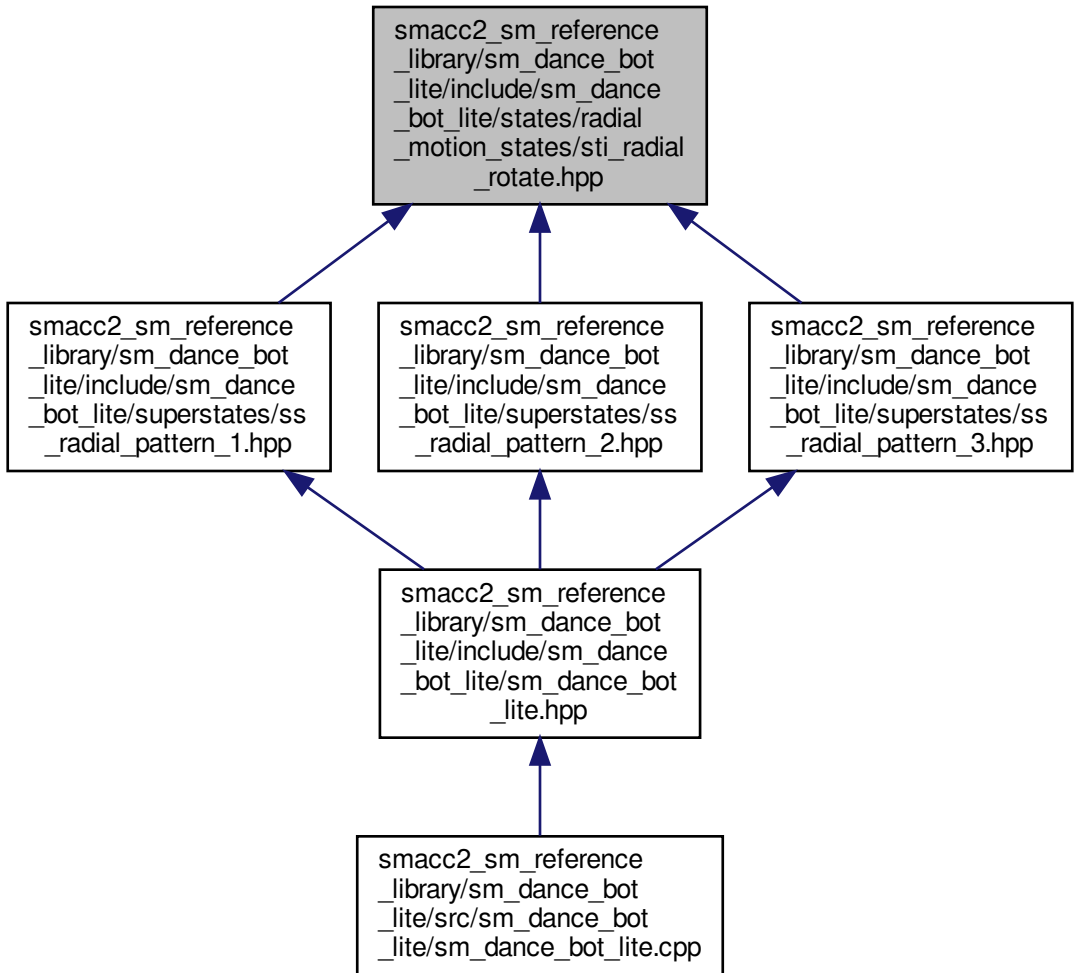 smacc2_sm_reference
_library/sm_dance_bot
_lite/include/sm_dance
_bot_lite/states/radial
_motion_states/sti_radial
_rotate.hpp
smacc2_sm_reference
_library/sm_dance_bot
_lite/include/sm_dance
_bot_lite/superstates/ss
_radial_pattern_1.hpp
smacc2_sm_reference
_library/sm_dance_bot
_lite/include/sm_dance
_bot_lite/superstates/ss
_radial_pattern_2.hpp
smacc2_sm_reference
_library/sm_dance_bot
_lite/include/sm_dance
_bot_lite/superstates/ss
_radial_pattern_3.hpp
smacc2_sm_reference
_library/sm_dance_bot
_lite/include/sm_dance
_bot_lite/sm_dance_bot
_lite.hpp
smacc2_sm_reference
_library/sm_dance_bot
_lite/src/sm_dance_bot
_lite/sm_dance_bot_lite.cpp